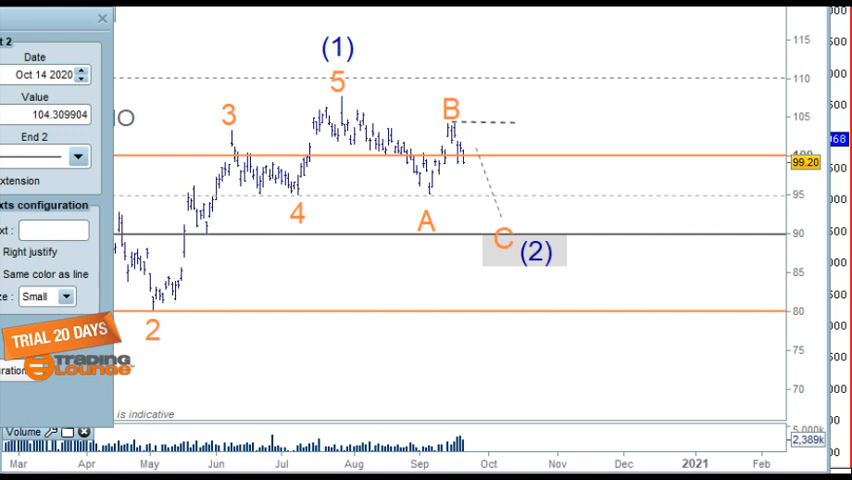 t 2
Date
Oct 14 2020
Value
104.309904
End 2
xtension
xts configuration
xt :
Right justify
Same color as line
ze : Small
TRIAL 20 DAYS
TRADING
LOUNGE
uration
O
(1)
5
3
B
4
A
C
(2)
2
115
110
105
100
99.20
95
90
85
80
75
70
968
is indicative
Volume
5,000k
2,389k
Mar Apr May Jun Jul Aug Sep Oct Nov Dec 2021 Feb